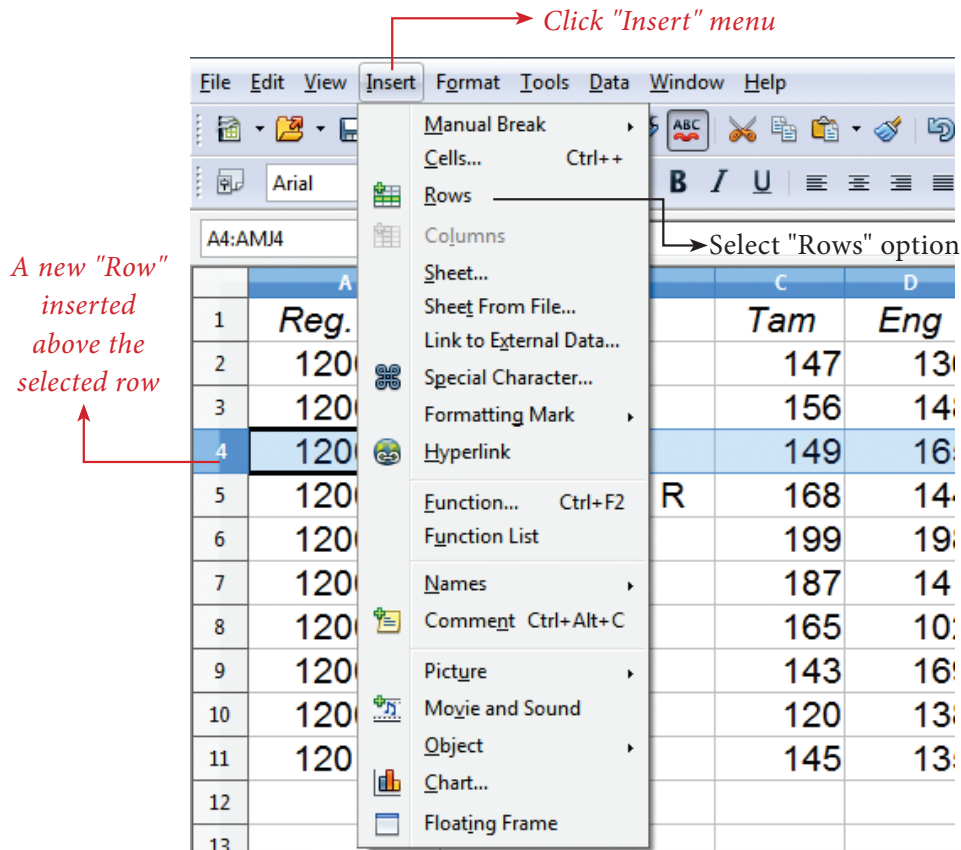 Click "Insert" menu
File Edit View Insert Format Tools Data Window Help
Manual Break
ABC
Cells... Ctrl++
Arial
Rows
B I U
A4:AMJ4
Columns
Select "Rows" option
A new "Row"
inserted
above the
selected row
Sheet...
Sheet From File...
Link to External Data...
Special Character...
Formatting Mark
Hyperlink
Function... Ctrl+F2
Function List
Names
Comment Ctrl+Alt+C
Picture
Movie and Sound
Object
Chart...
Floating Frame
A C D
1 Reg. Tam Eng
2 147
3 156
4 149
5 R 168
6 199
7 187
8 165
9 143
10 120
11 145
12
13